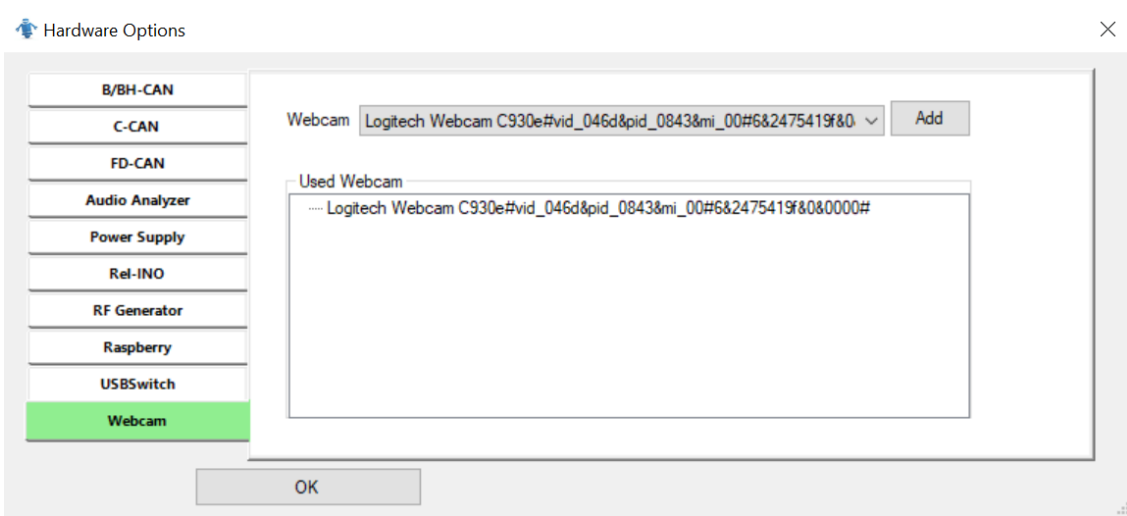 Hardware Options
B/BH-CAN
C-CAN
FD-CAN
Audio Analyzer
Power Supply
Rel-INO
RF Generator
Raspberry
USBSwitch
Webcam
Webcam Logitech Webcam C930e#vid_046d&pid_0843&mi_00#6&2475419f&0& Add
Used Webcam
Logitech Webcam C930e#vid_046d&pid_0843&mi_00#6&2475419f&0&0000#
OK